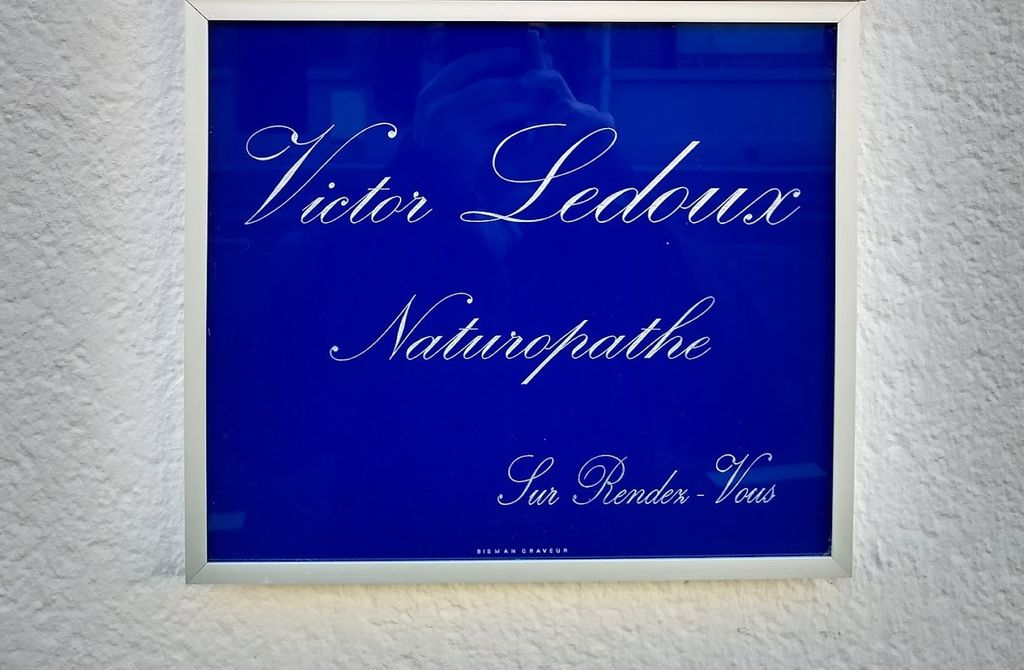 Victor Ledoux
Naturopathe
Sur Rendez-Vous
BISMAN GRAVEUR